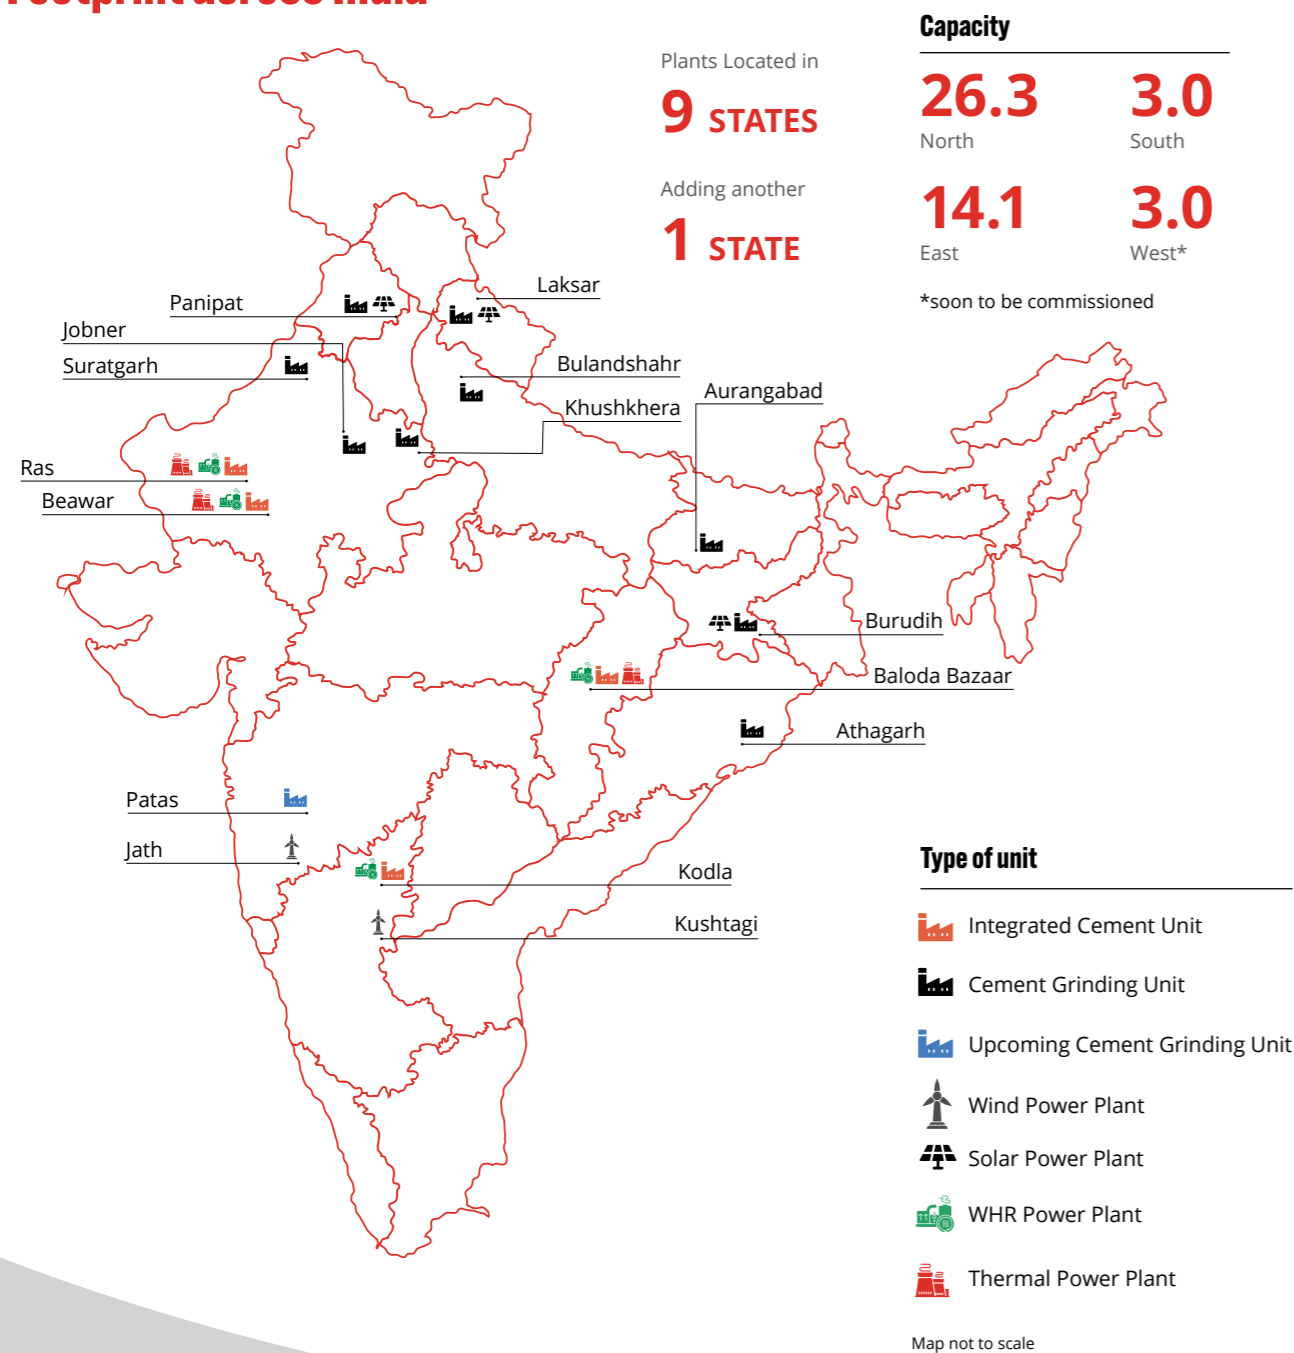 Footprint across India
Plants Located in
9 STATES
Adding another
1 STATE
Capacity
26.3
North
3.0
South
14.1
East
3.0
West*
*soon to be commissioned
Panipat
Laksar
Jobner
Suratgarh
Bulandshahr
Khushkhera
Aurangabad
Ras
Beawar
Burudih
Baloda Bazaar
Athagarh
Patas
Jath
Kodla
Kushtagi
Type of unit
Integrated Cement Unit
Cement Grinding Unit
Upcoming Cement Grinding Unit
Wind Power Plant
Solar Power Plant
WHR Power Plant
Thermal Power Plant
Map not to scale